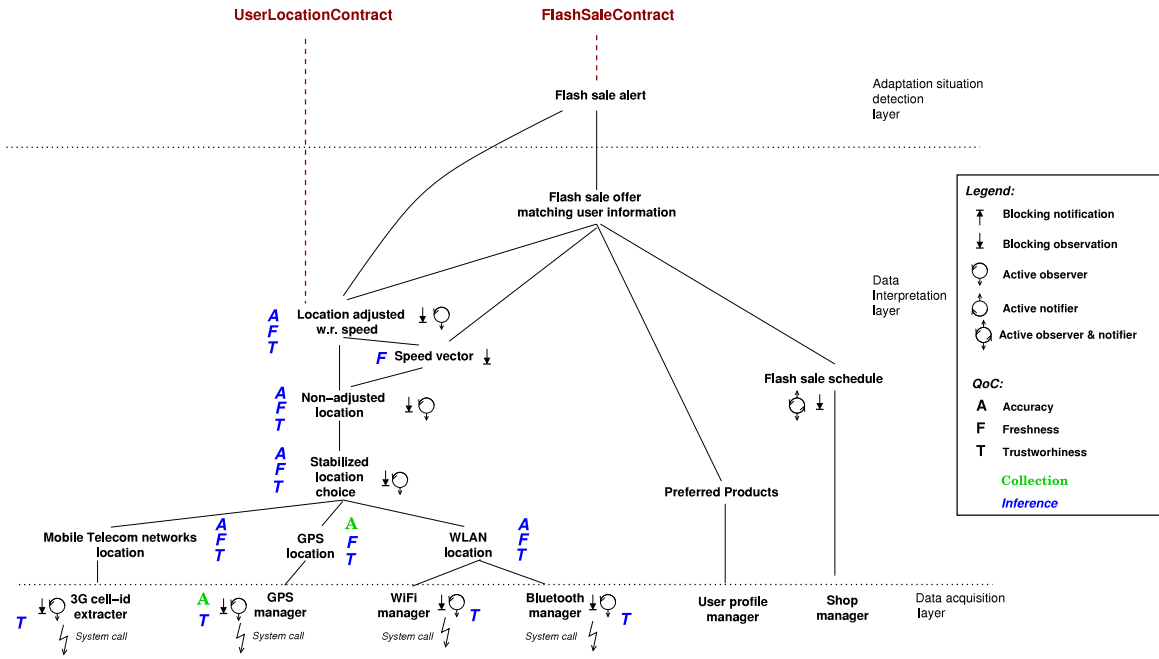 UserLocationContract
FlashSaleContract
Flash sale alert
Adaptation situation
detection
layer
Flash sale offer
matching user information
Legend:
Blocking notification
Blocking observation
Active observer
Active notifier
Active observer & notifier
Data
Interpretation
layer
A
F
T
Location adjusted
w.r. speed
F
Speed vector
Flash sale schedule
QoC:
A Accuracy
F Freshness
T Trustworhiness
Collection
Inference
A
F
T
Non-adjusted
location
A
F
T
Stabilized
location
choice
Preferred Products
Mobile Telecom networks
location
A
F
T
GPS
location
A
F
T
WLAN
location
A
F
T
T
3G cell-id
extracter
System call
A
T
GPS
manager
System call
WiFi
manager
T
System call
Bluetooth
manager
T
System call
User profile
manager
Shop
manager
Data acquisition
layer